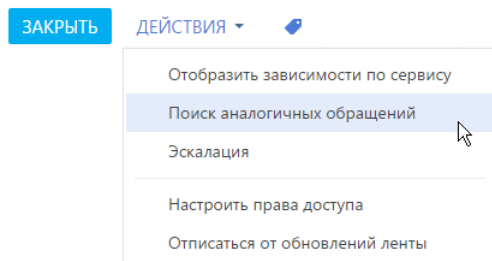 ЗАКРЫТЬ ДЕЙСТВИЯ
Отобразить зависимости по сервису
Поиск аналогичных обращений
Эскалация
Настроить права доступа
Отписаться от обновлений ленты